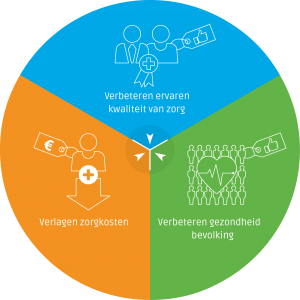 Verbeteren ervaren
kwaliteit van zorg
€
Verlagen zorgkosten
Verbeteren gezondheid
bevolking